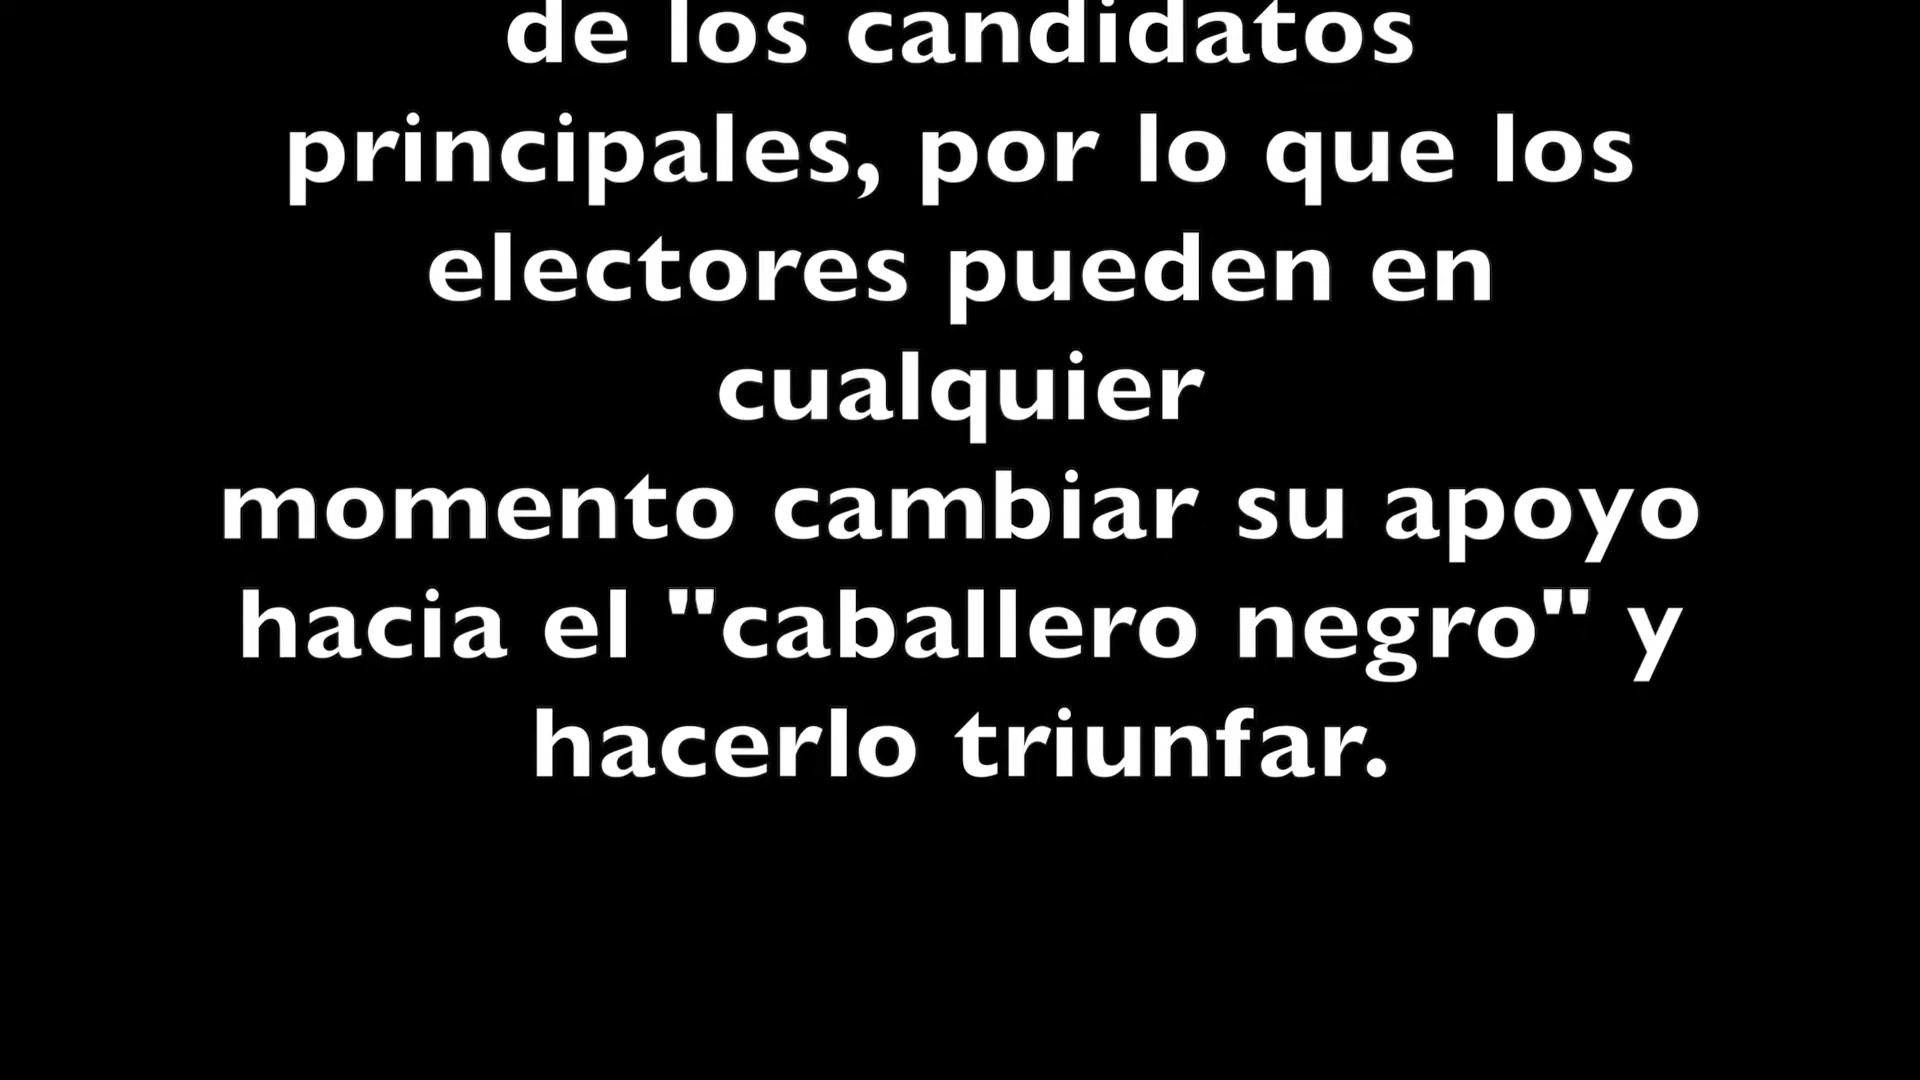 de los candidatos
principales, por lo que los
electores pueden en
cualquier
momento cambiar su apoyo
hacia el "caballero negro" y
hacerlo triunfar.